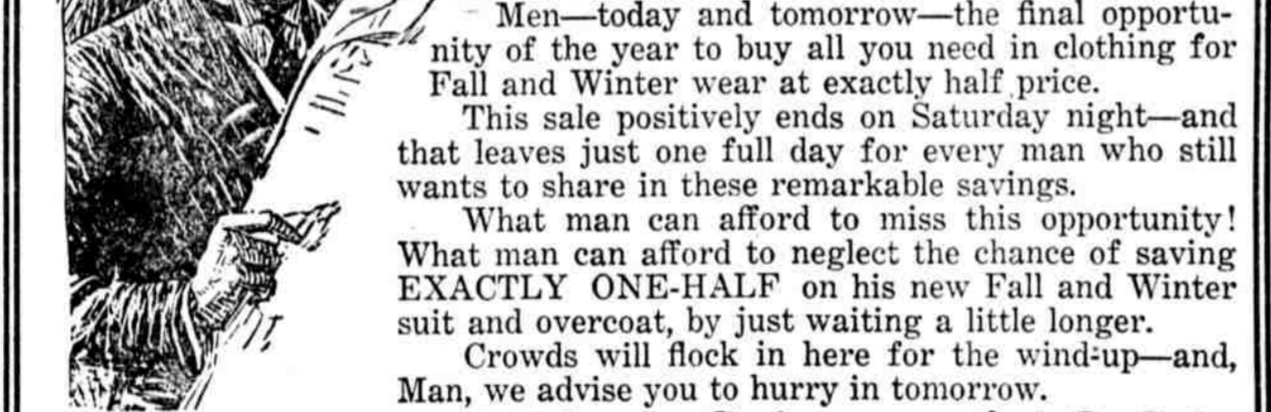 Men—today and tomorrow—the final opportu-
nity of the year to buy all you need in clothing for
Fall and Winter wear at exactly half price.
This sale positively ends on Saturday night—and
that leaves just one full day for every man who still
wants to share in these remarkable savings.
What man can afford to miss this opportunity!
What man can afford to neglect the chance of saving
EXACTLY ONE-HALF on his new Fall and Winter
suit and overcoat, by just waiting a little longer.
Crowds will flock in here for the wind-up—and,
Man, we advise you to hurry in tomorrow.